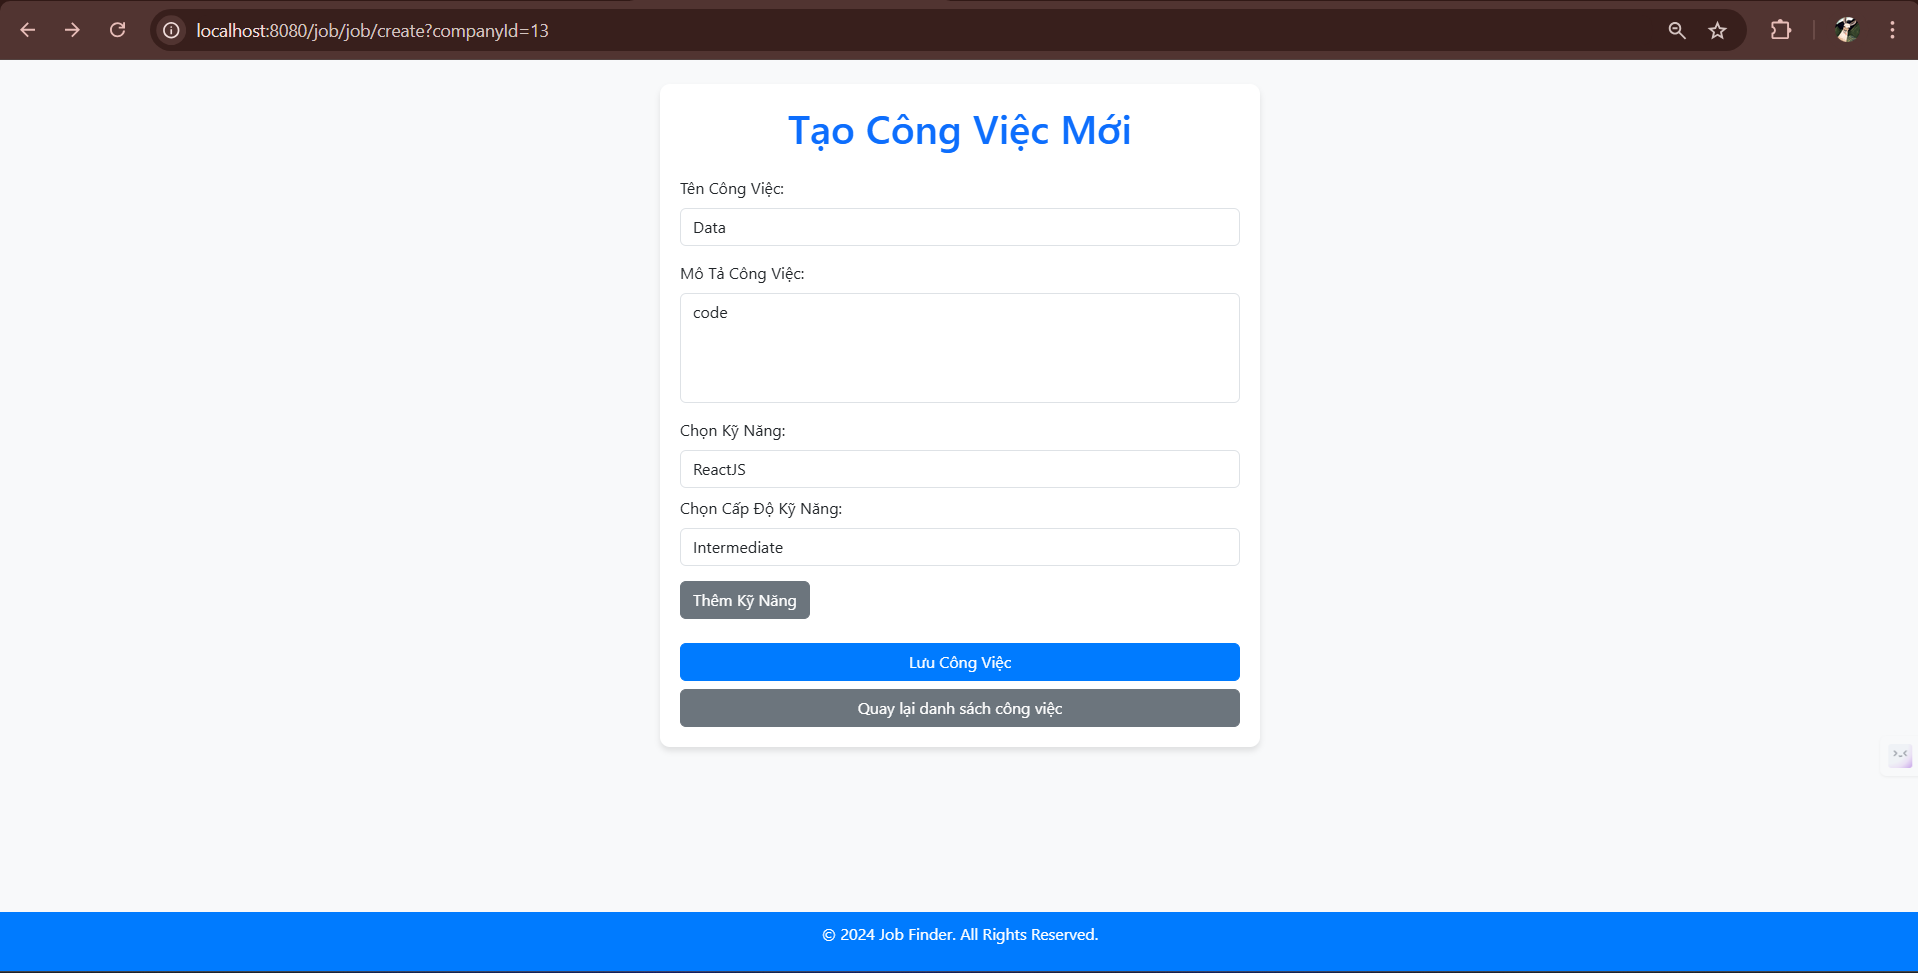 localhost:8080/job/job/create?companyId=13
Tạo Công Việc Mới
Tên Công Việc:
Data
Mô Tả Công Việc:
code
Chọn Kỹ Năng:
ReactJS
Chọn Cấp Độ Kỹ Năng:
Intermediate
Thêm Kỹ Năng
Lưu Công Việc
Quay lại danh sách công việc
© 2024 Job Finder. All Rights Reserved.